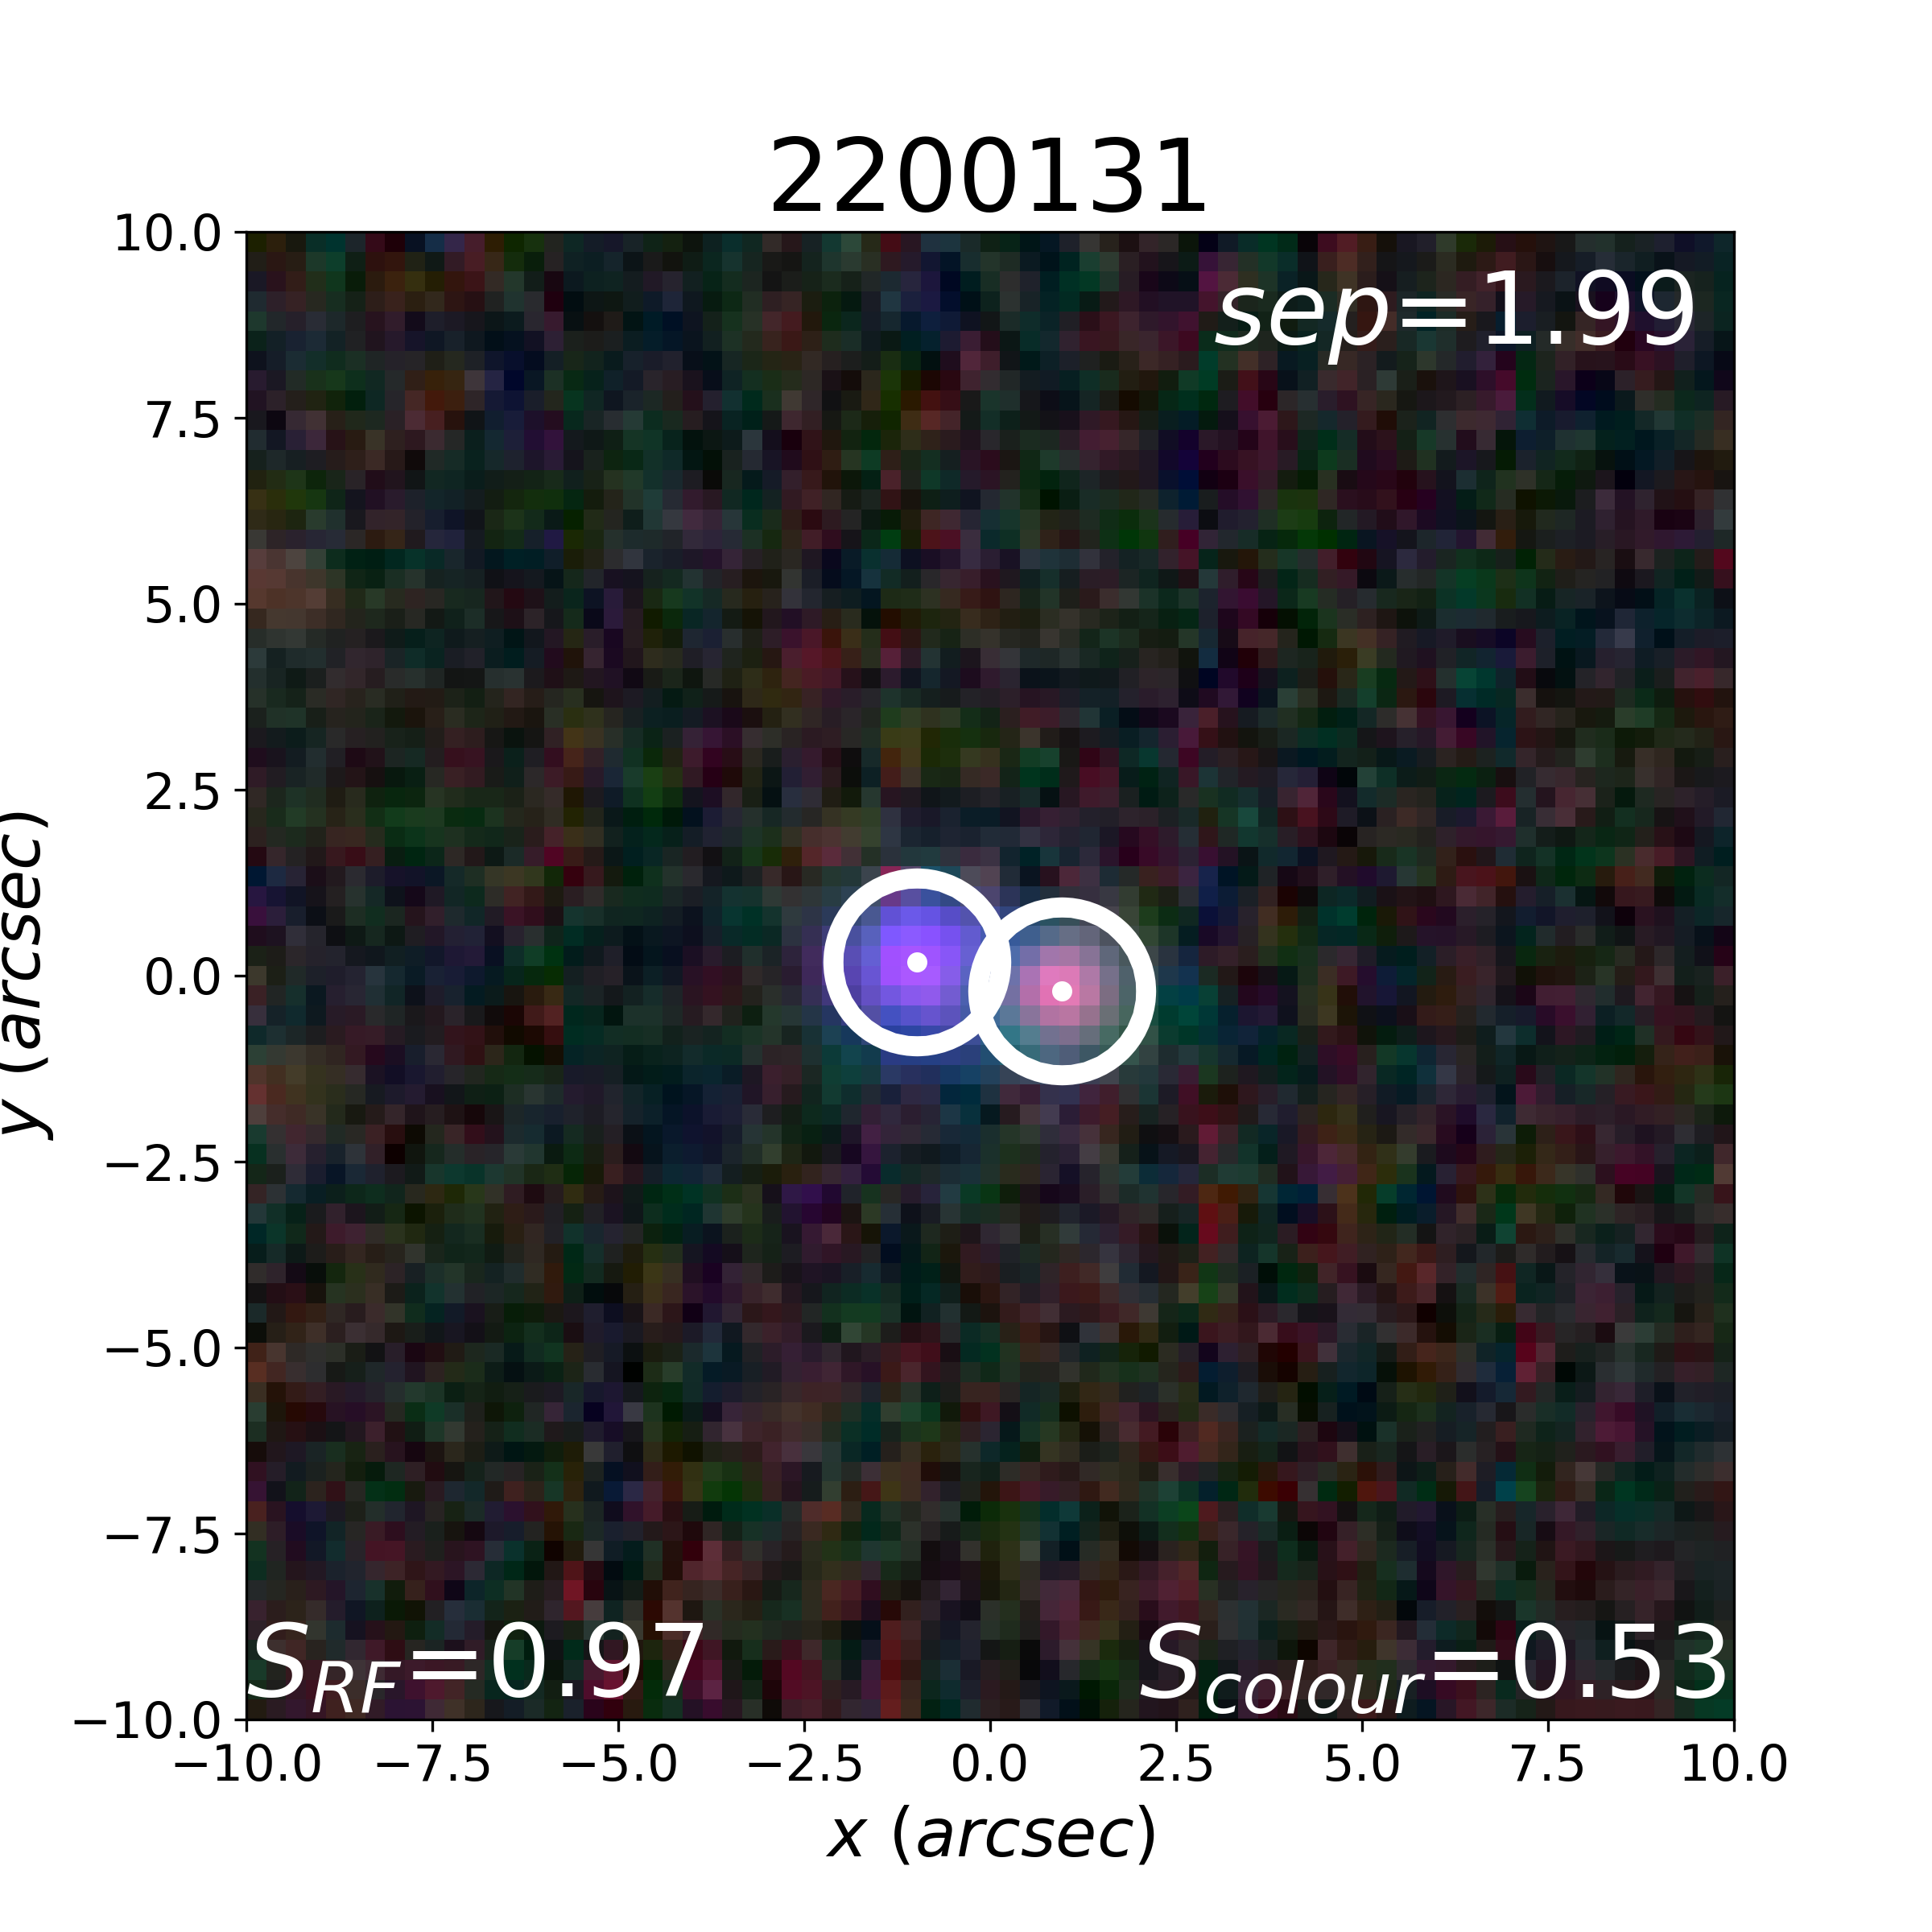 2200131
sep=1.99
10.0
7.5
5.0
2.5
0.0
−2.5
−5.0
−7.5
−10.0
y (arcsec)
S_RF=0.97
S_colour=0.53
−10.0 −7.5 −5.0 −2.5 0.0 2.5 5.0 7.5 10.0
x (arcsec)